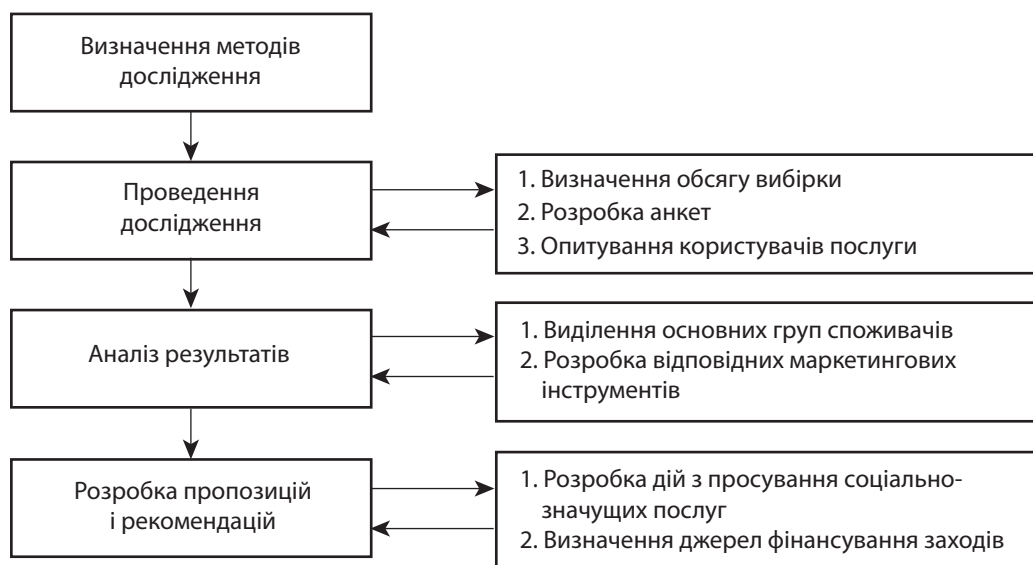 Визначення методів
дослідження
Проведення
дослідження
1. Визначення обсягу вибірки
2. Розробка анкет
3. Опитування користувачів послуги
Аналіз результатів
1. Виділення основних груп споживачів
2. Розробка відповідних маркетингових
інструментів
Розробка пропозицій
і рекомендацій
1. Розробка дій з просування соціально-
значущих послуг
2. Визначення джерел фінансування заходів